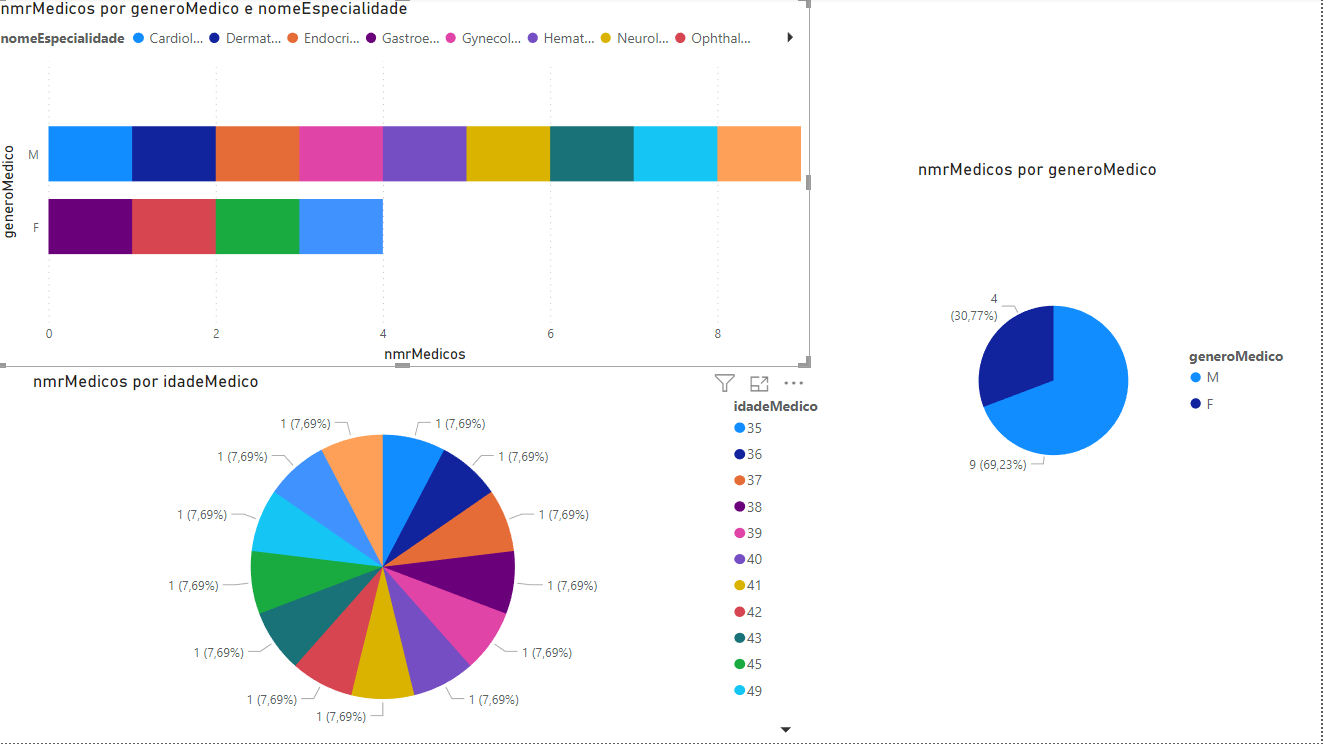 nmrMedicos por generoMedico e nomeEspecialidade
nomeEspecialidade Cardiol... Dermat... Endocri... Gastroe... Gynecol... Hemat... Neurol... Ophthal...
generoMedico
M
F
0 2 4 6 8
nmrMedicos
nmrMedicos por idadeMedico
1 (7,69%)
1 (7,69%)
1 (7,69%)
1 (7,69%)
1 (7,69%)
1 (7,69%)
1 (7,69%)
1 (7,69%)
1 (7,69%)
1 (7,69%)
1 (7,69%)
1 (7,69%)
1 (7,69%)
idadeMedico
35
36
37
38
39
40
41
42
43
45
49
nmrMedicos por generoMedico
4
(30,77%)
9 (69,23%)
generoMedico
M
F